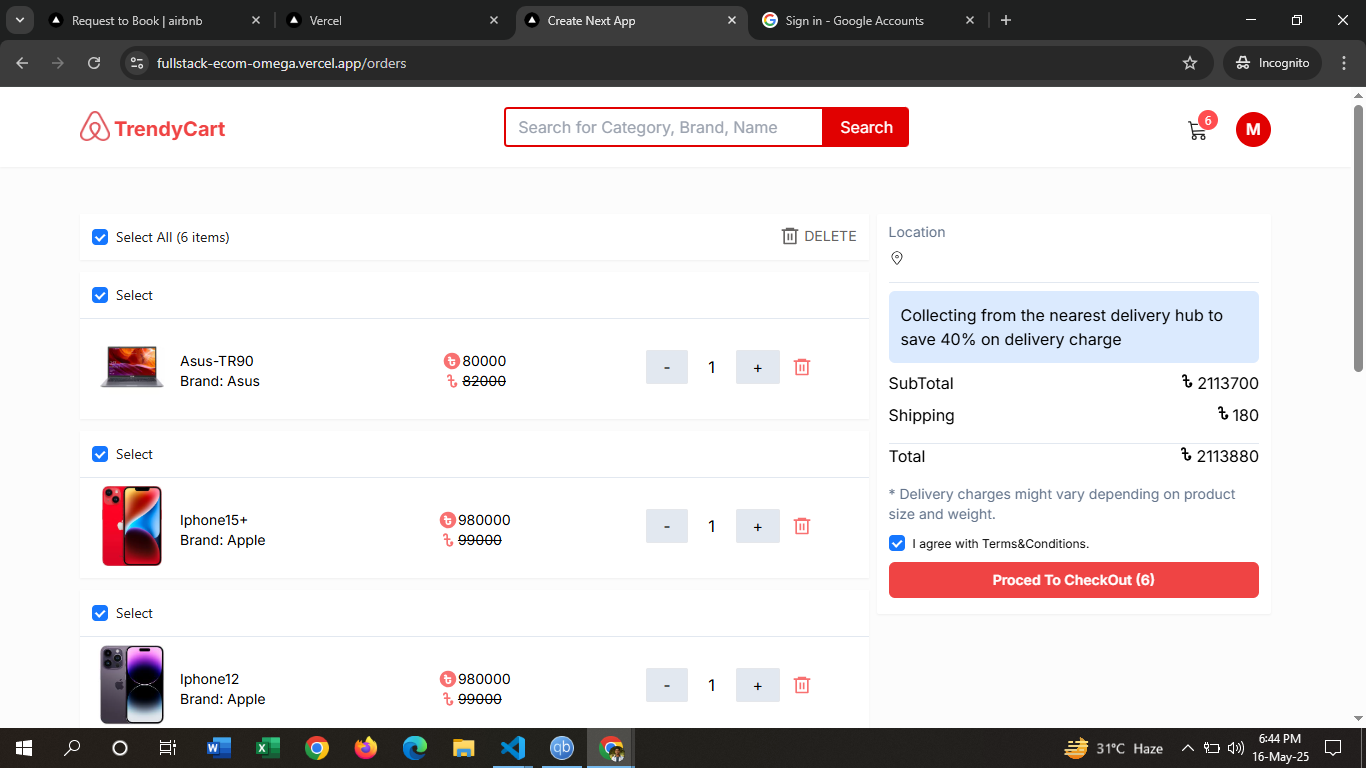 Request to Book | airbnb
Vercel
Create Next App
Sign in - Google Accounts
fullstack-ecom-omega.vercel.app/orders
Incognito
TrendyCart
Search for Category, Brand, Name
Search
6
M
Select All (6 items)
DELETE
Select
Asus-TR90
Brand: Asus
৳ 80000
৳ 82000
- 1 +
Select
Iphone15+
Brand: Apple
৳ 980000
৳ 99000
- 1 +
Select
Iphone12
Brand: Apple
৳ 980000
৳ 99000
- 1 +
Location
Collecting from the nearest delivery hub to
save 40% on delivery charge
SubTotal ৳ 2113700
Shipping ৳ 180
Total ৳ 2113880
* Delivery charges might vary depending on product
size and weight.
I agree with Terms&Conditions.
Proced To CheckOut (6)
31°C Haze
6:44 PM
16-May-25